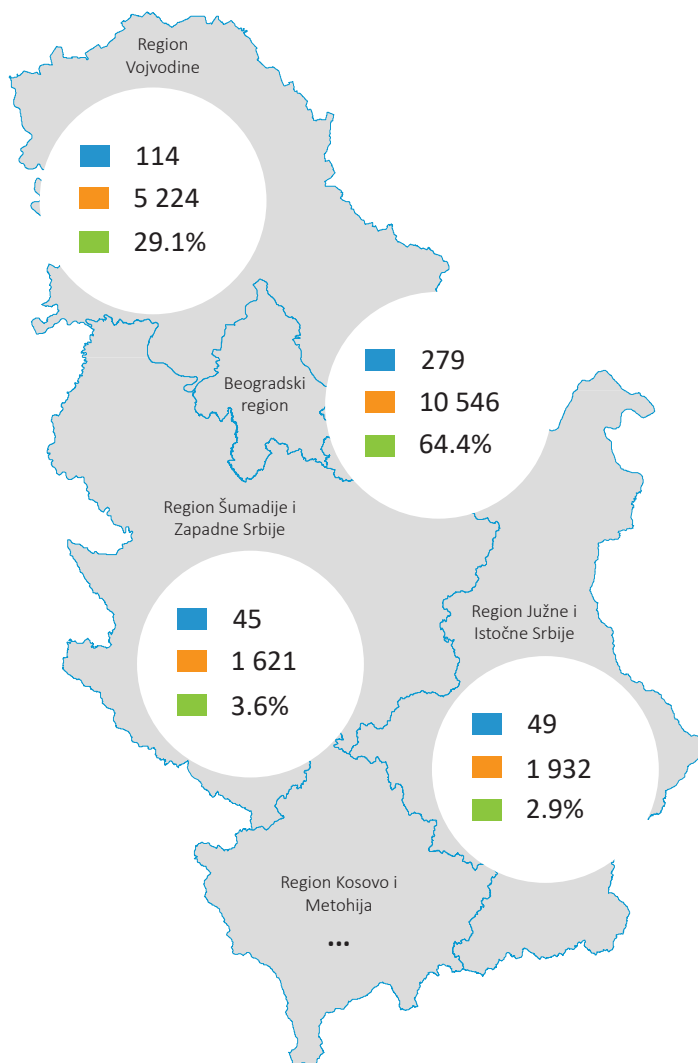 Region
Vojvodine
114
5 224
29.1%
Beogradski
region
279
10 546
64.4%
Region Šumadije i
Zapadne Srbije
45
1 621
3.6%
Region Južne i
Istočne Srbije
49
1 932
2.9%
Region Kosovo i
Metohija
...